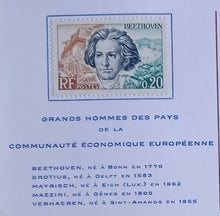 BEETHOVEN
RF POSTES 0,20
GRANDS HOMMES DES PAYS
DE LA
COMMUNAUTÉ ÉCONOMIQUE EUROPÉENNE
BEETHOVEN, NÉ À BONN EN 1770
GROTIUS, NÉ À DELFT EN 1583
MAYRISCH, NÉ À EICH (LUX.) EN 1862
MAZZINI, NÉ À GÊNES EN 1805
VERHAEREN, NÉ À SINT-AMANDS EN 1855